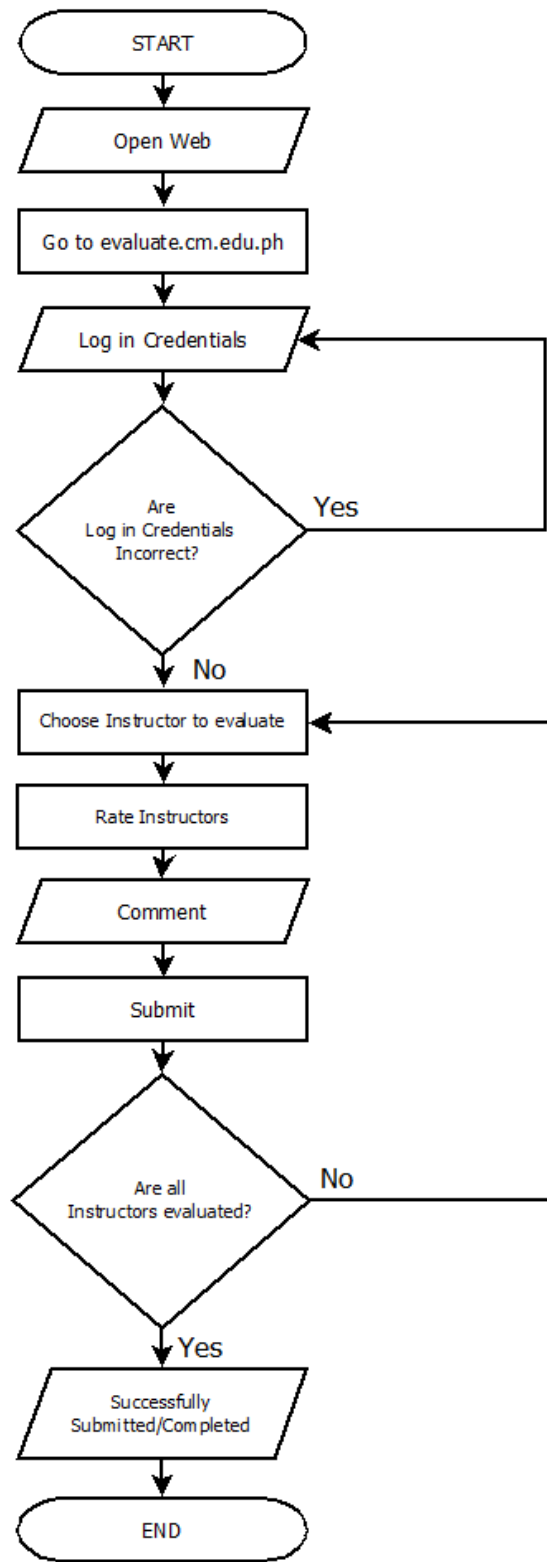 START
Open Web
Go to evaluate.cm.edu.ph
Log in Credentials
Are
Log in Credentials
Incorrect?
Yes
No
Choose Instructor to evaluate
Rate Instructors
Comment
Submit
Are all
Instructors evaluated?
No
Yes
Successfully
Submitted/Completed
END